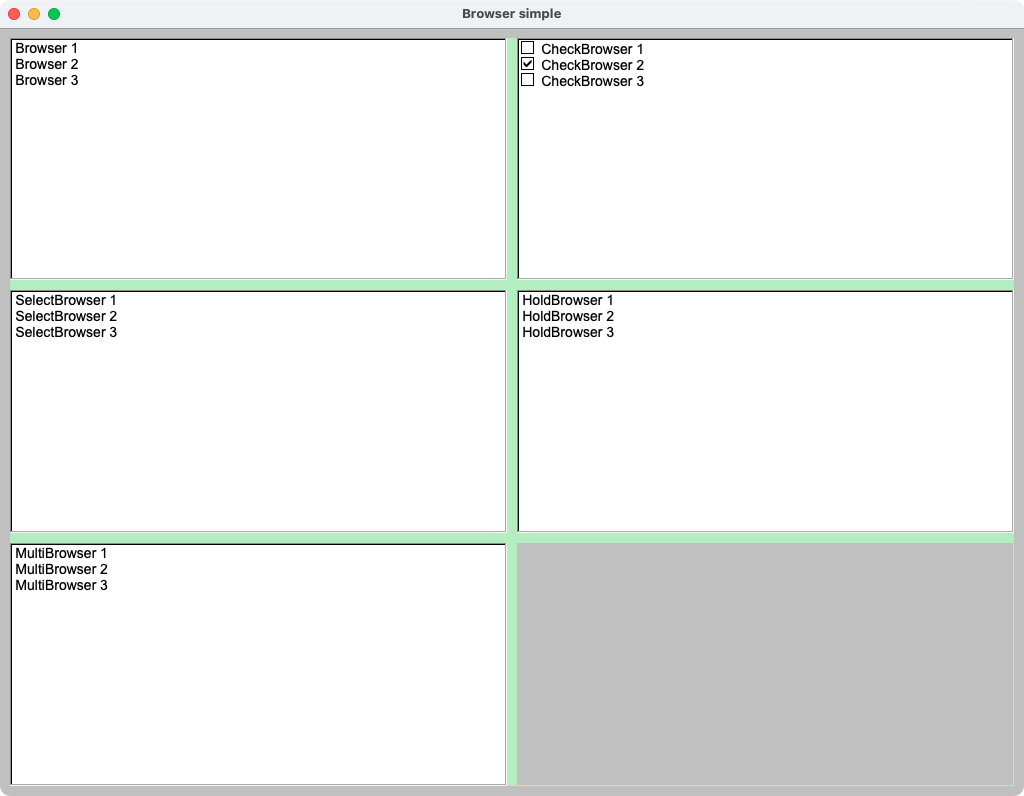 Browser simple
Browser 1
Browser 2
Browser 3
CheckBrowser 1
CheckBrowser 2
CheckBrowser 3
SelectBrowser 1
SelectBrowser 2
SelectBrowser 3
HoldBrowser 1
HoldBrowser 2
HoldBrowser 3
MultiBrowser 1
MultiBrowser 2
MultiBrowser 3